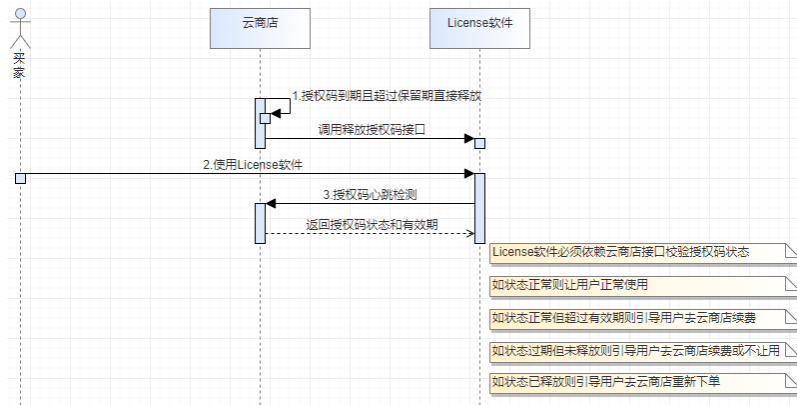 云商店
License软件
买
家
1.授权码到期且超过保留期直接释放
调用释放授权码接口
2.使用License软件
3.授权码心跳检测
返回授权码状态和有效期
License软件必须依赖云商店接口校验授权码状态
如状态正常则让用户正常使用
如状态正常但超过有效期则引导用户去云商店续费
如状态过期但未释放则引导用户去云商店续费或不让用
如状态已释放则引导用户去云商店重新下单